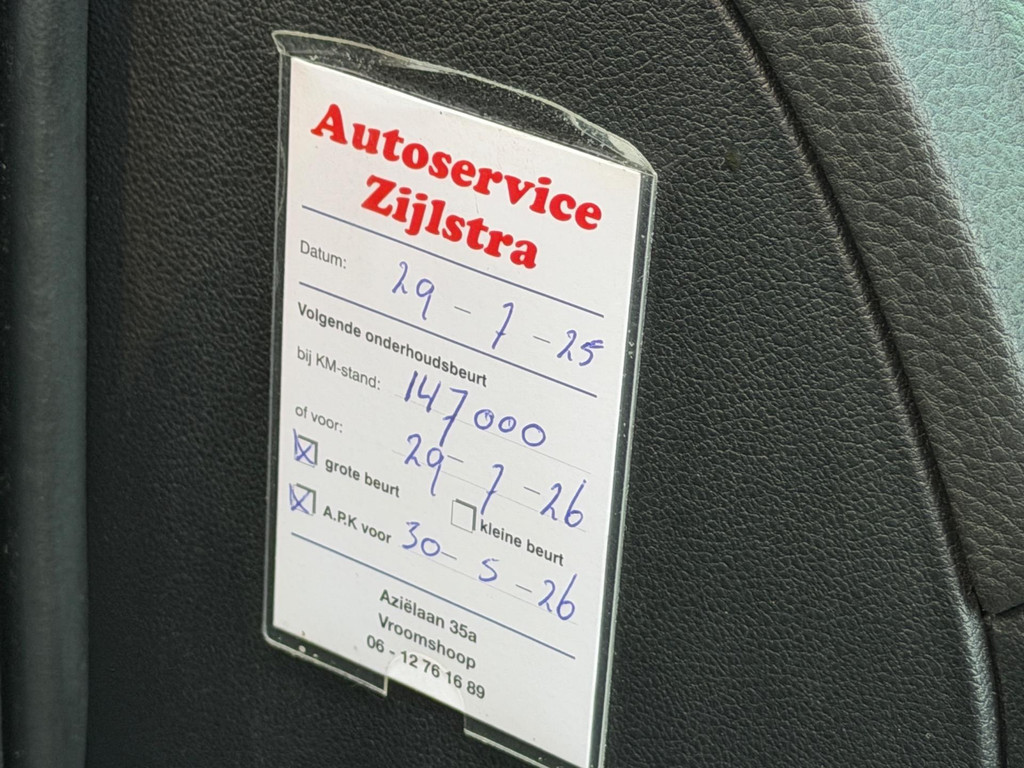 Autoservice
Zijlstra
Datum: 29 - 7 - 25
Volgende onderhoudsbeurt
bij KM-stand: 147000
of voor: 29 - 7 - 26
grote beurt kleine beurt
A.P.K voor 30 - 5 - 26
Aziëlaan 35a
Vroomshoop
06 - 12 76 16 89